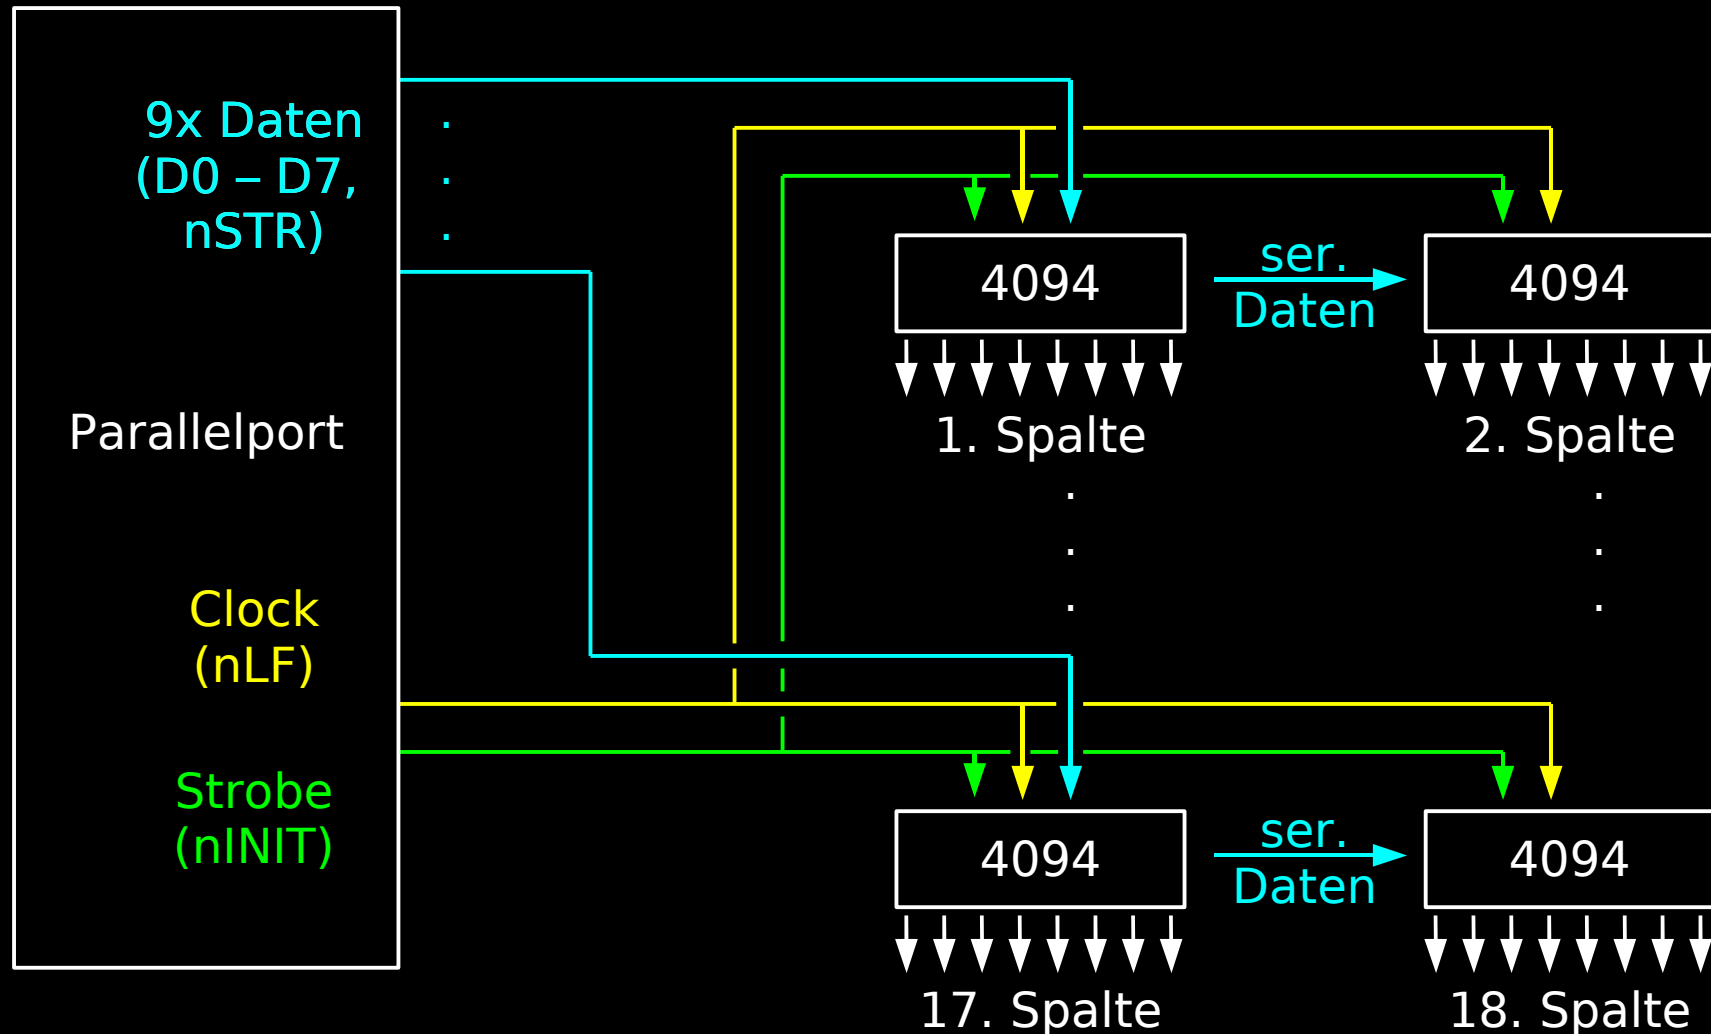 9x Daten
(D0 – D7,
nSTR)
Parallelport
Clock
(nLF)
Strobe
(nINIT)
4094
ser.
Daten
4094
1. Spalte
2. Spalte
4094
ser.
Daten
4094
17. Spalte
18. Spalte